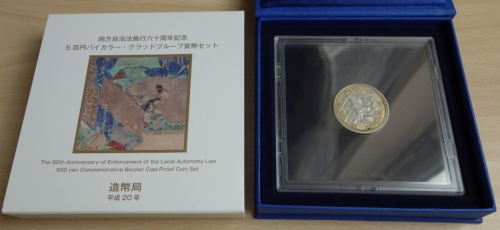 地方自治法施行六十周年記念
5百円バイカラー・クラッドプルーフ貨幣セット
The 60th Anniversary of Enforcement of the Local Autonomy Law
500 yen Commemorative Bicolor Clad Proof Coin Set
造幣局
平成20年